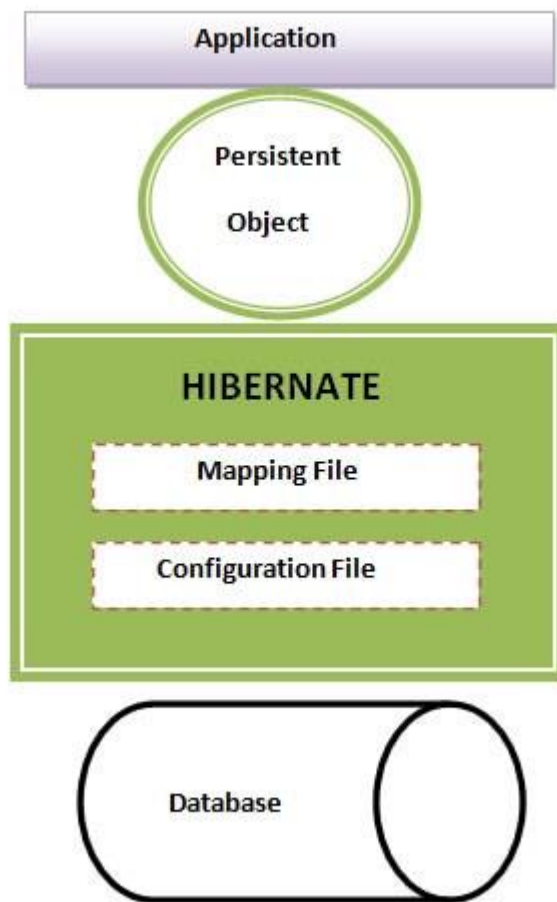 Application
Persistent
Object
HIBERNATE
Mapping File
Configuration File
Database